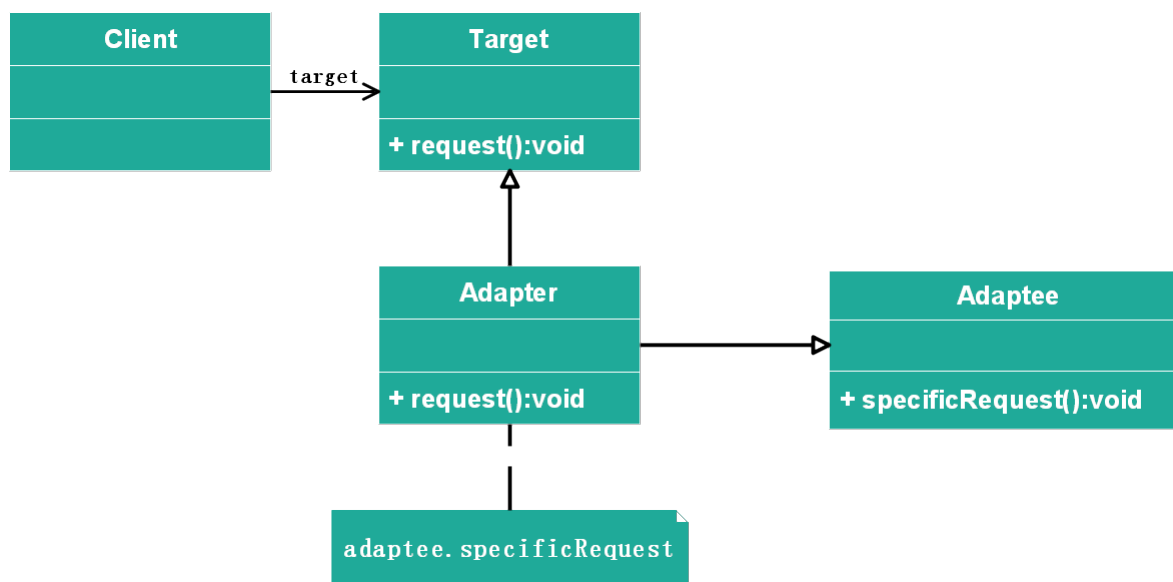 Client
target
Target
+ request():void
Adapter
+ request():void
Adaptee
+ specificRequest():void
adaptee.specificRequest